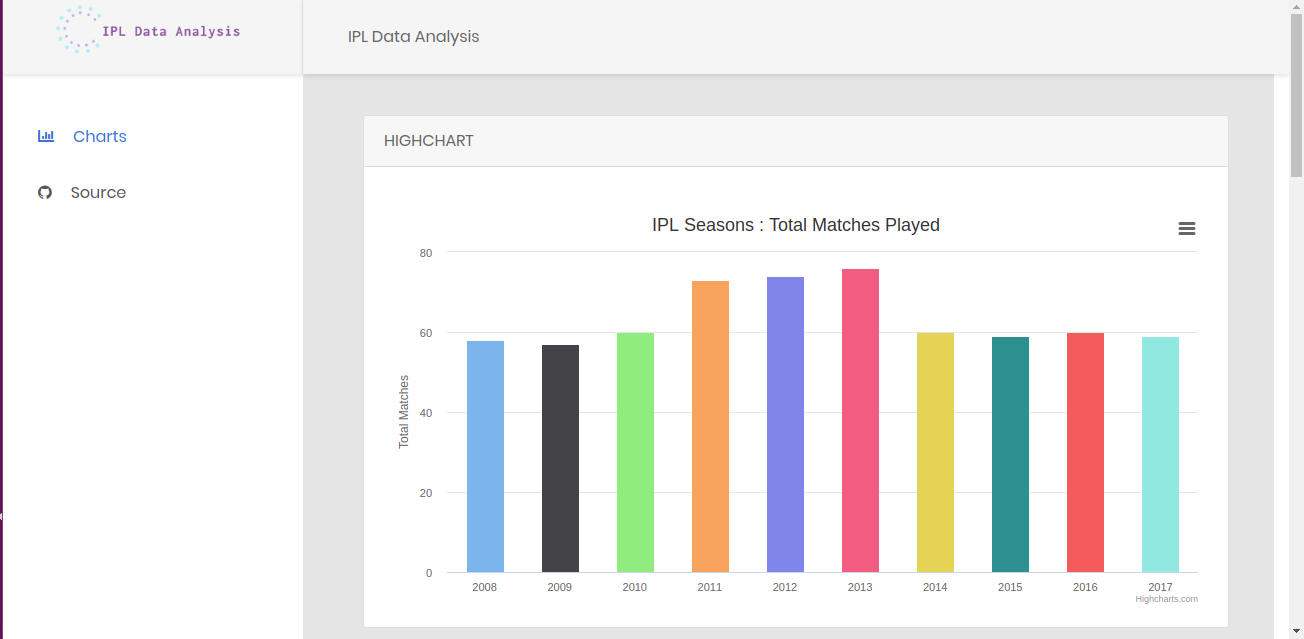 IPL Data Analysis
IPL Data Analysis
Charts
Source
HIGHCHART
IPL Seasons : Total Matches Played
80
60
40
20
0
Total Matches
2008 2009 2010 2011 2012 2013 2014 2015 2016 2017
Highcharts.com